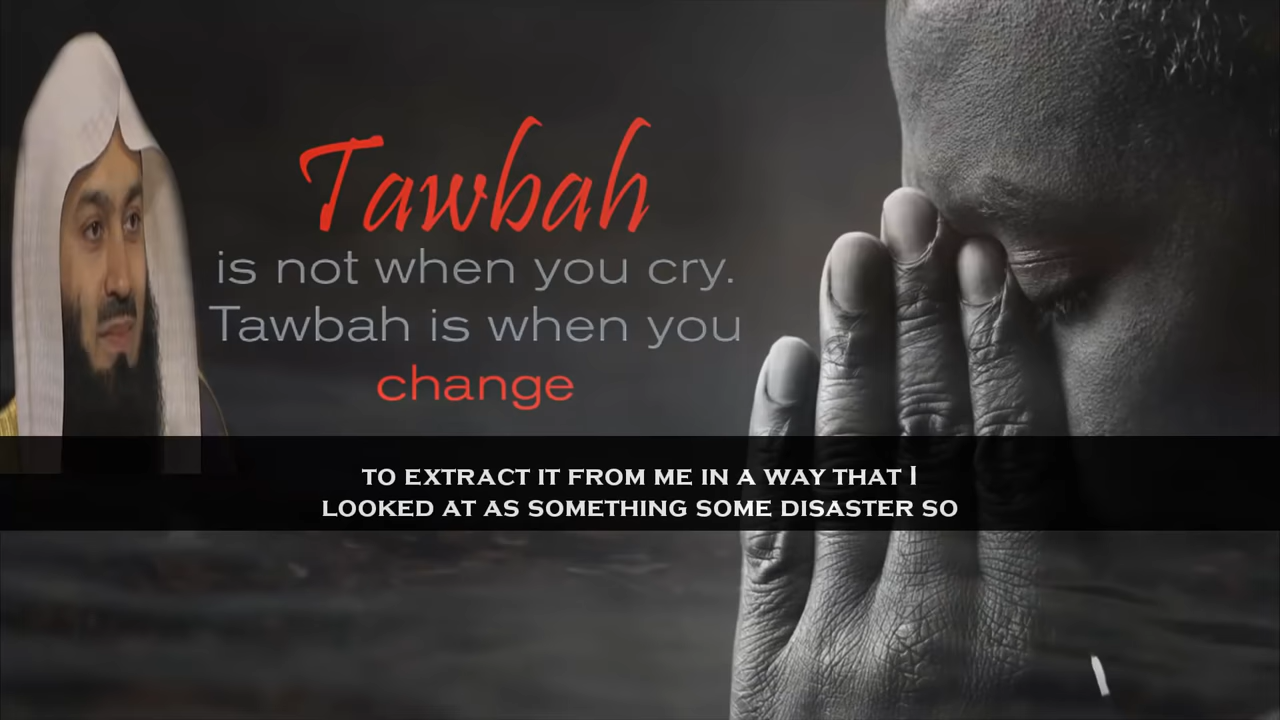 Tawbah
is not when you cry.
Tawbah is when you
change
TO EXTRACT IT FROM ME IN A WAY THAT I
LOOKED AT AS SOMETHING SOME DISASTER SO